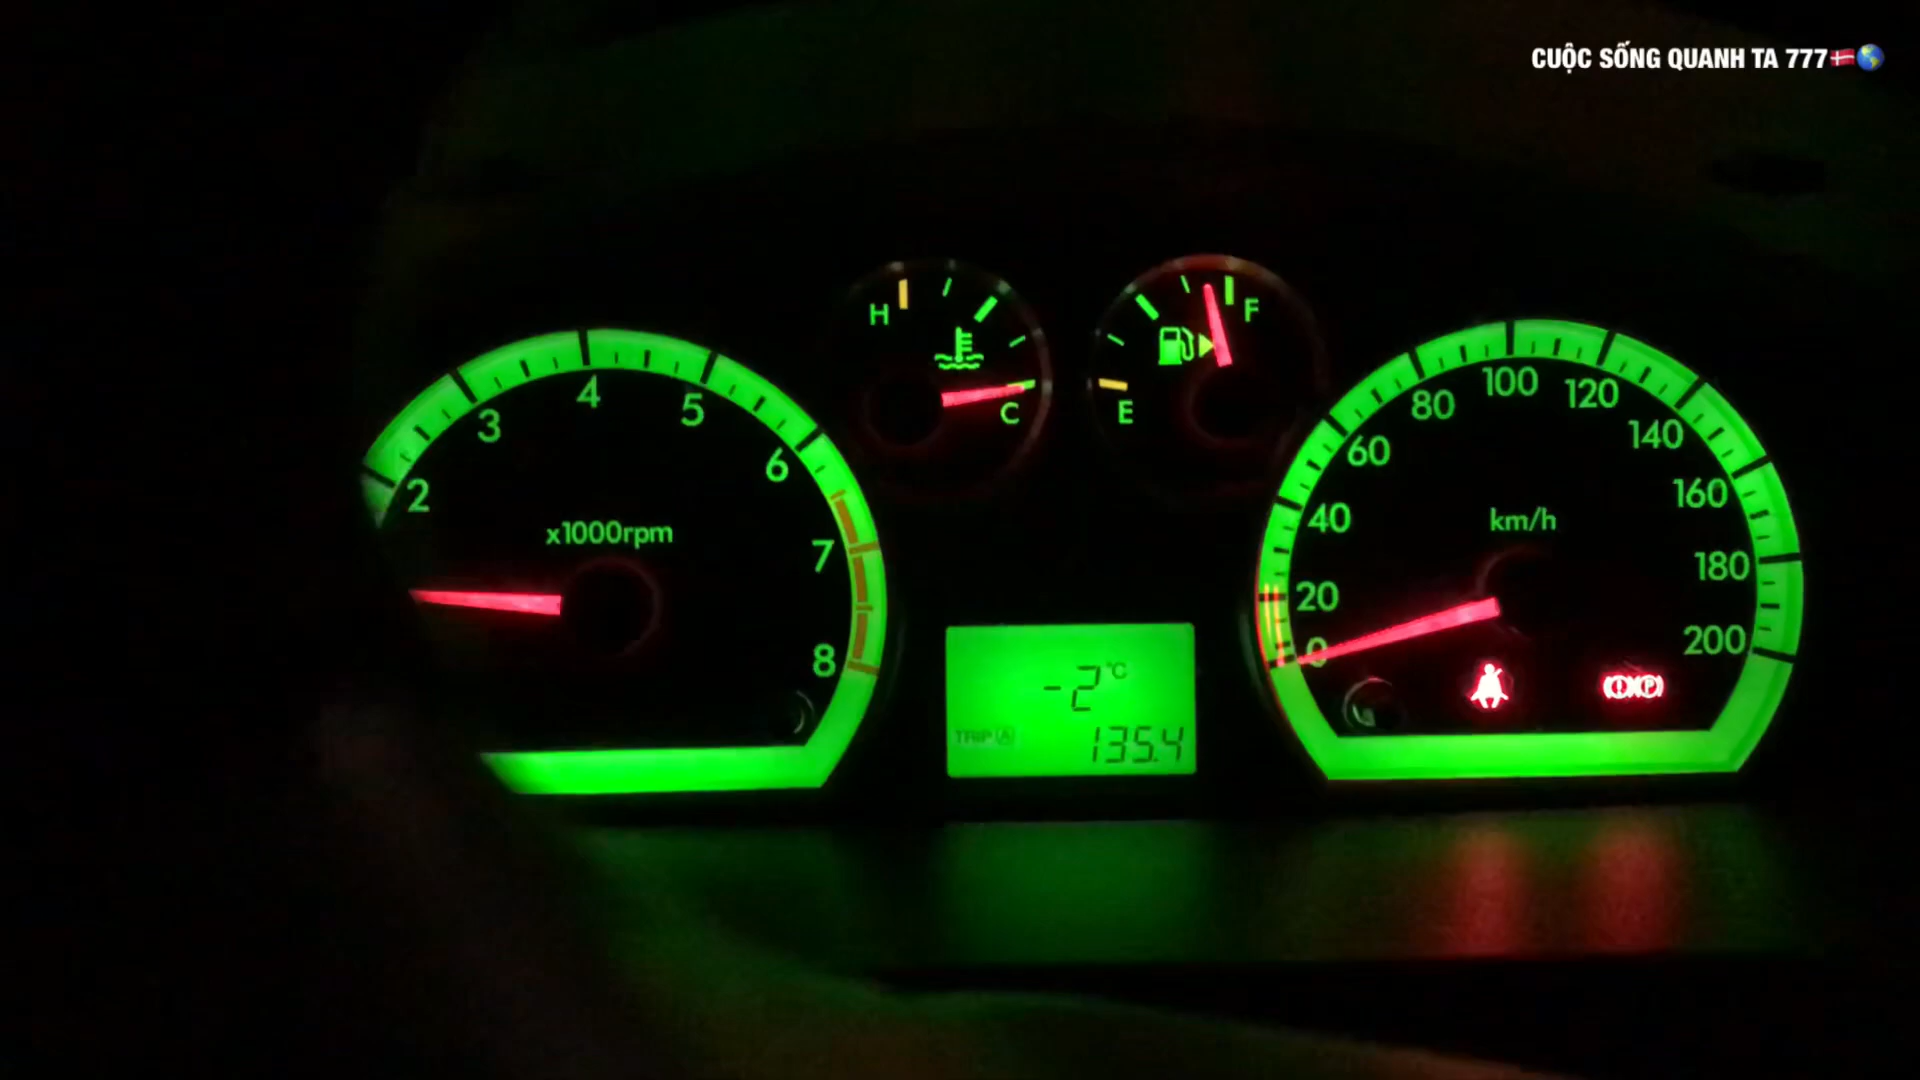 CUỘC SỐNG QUANH TA 777🇩🇰🌎
H
C
F
E
2
3
4
5
6
7
8
x1000rpm
0
20
40
60
80
100
120
140
160
180
200
km/h
-2°C
TRIP A
135.4
(!)(P)